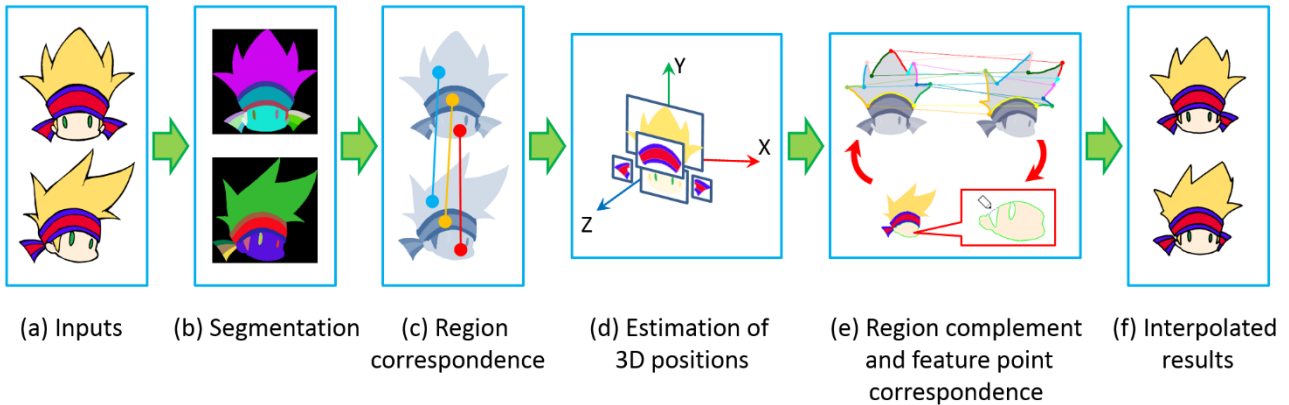 Y
X
Z
(a) Inputs
(b) Segmentation
(c) Region
correspondence
(d) Estimation of
3D positions
(e) Region complement
and feature point
correspondence
(f) Interpolated
results